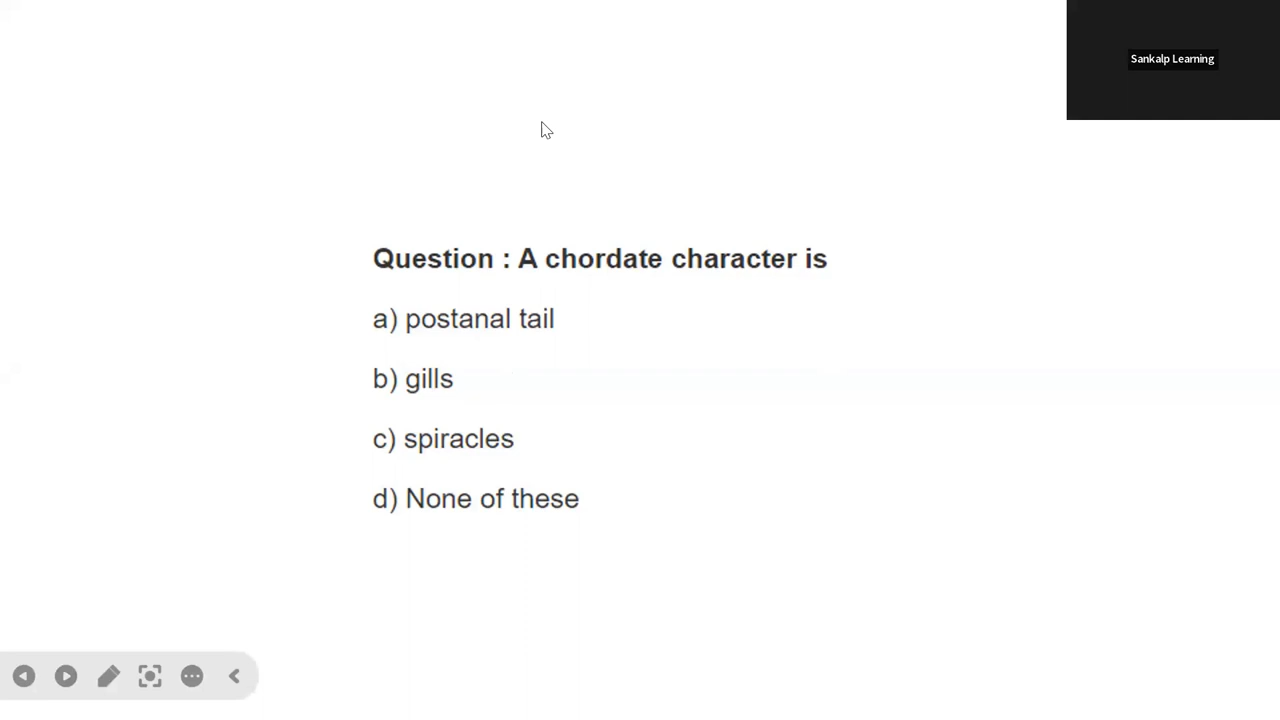 Sankalp Learning
Question : A chordate character is
a) postanal tail
b) gills
c) spiracles
d) None of these